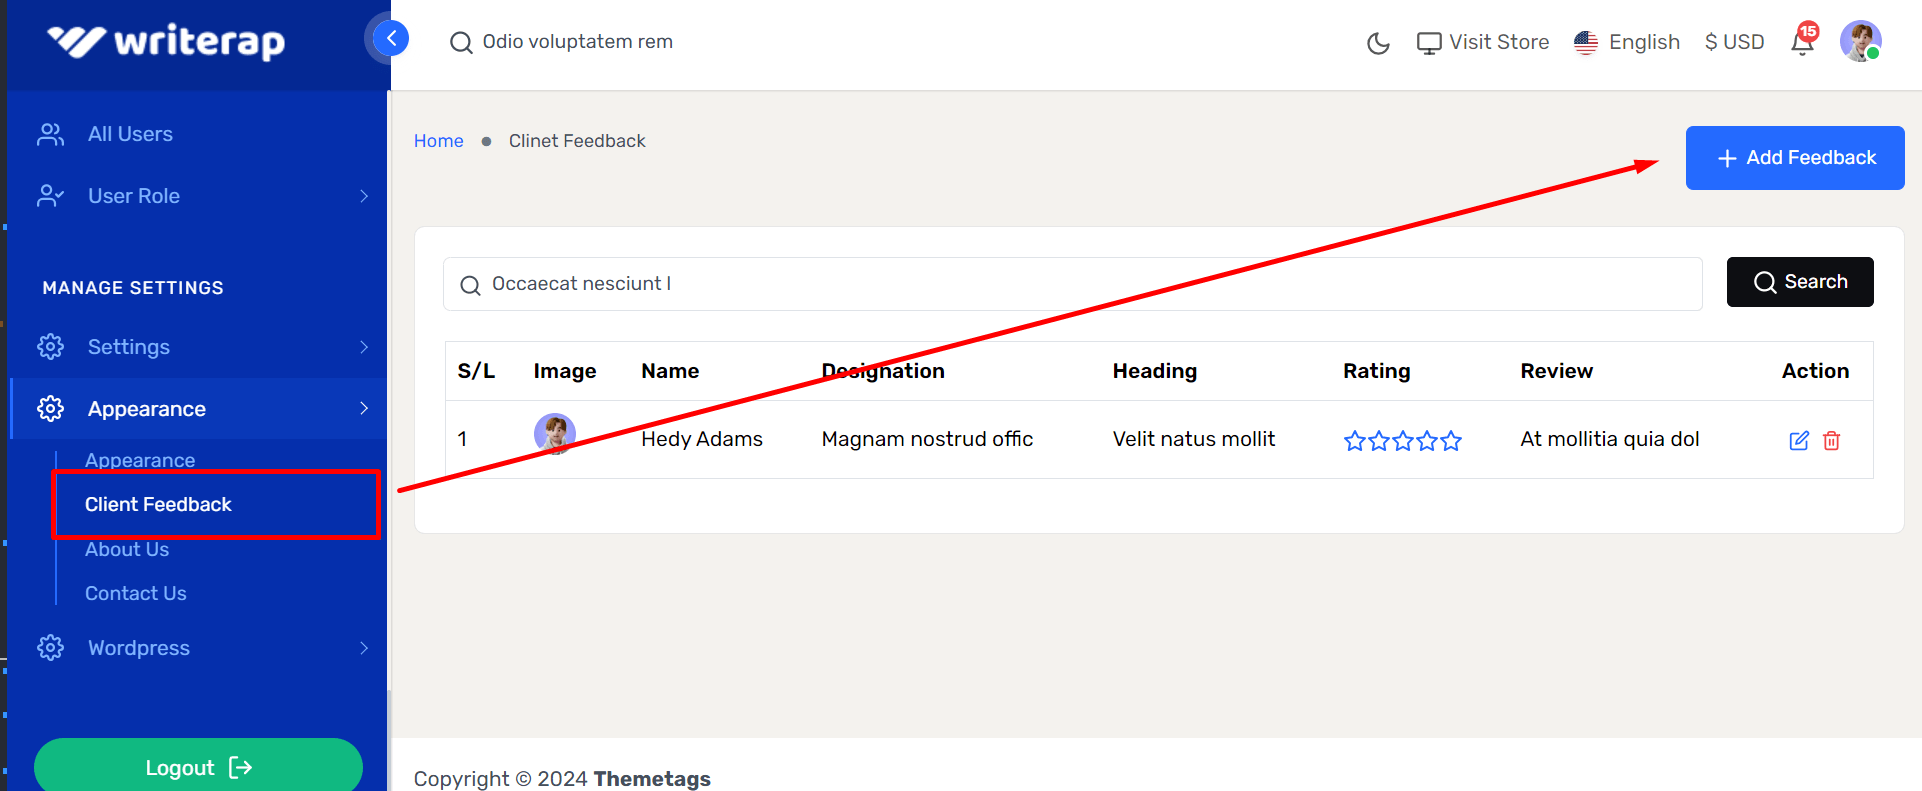 writerap
Odio voluptatem rem
Visit Store
English
$ USD
15
All Users
User Role
MANAGE SETTINGS
Settings
Appearance
Appearance
Client Feedback
About Us
Contact Us
Wordpress
Logout
Home
Clinet Feedback
Add Feedback
Occaecat nesciunt l
Search
S/L Image Name Designation Heading Rating Review Action
1 Hedy Adams Magnam nostrud offic Velit natus mollit At mollitia quia dol
Copyright © 2024 Themetags